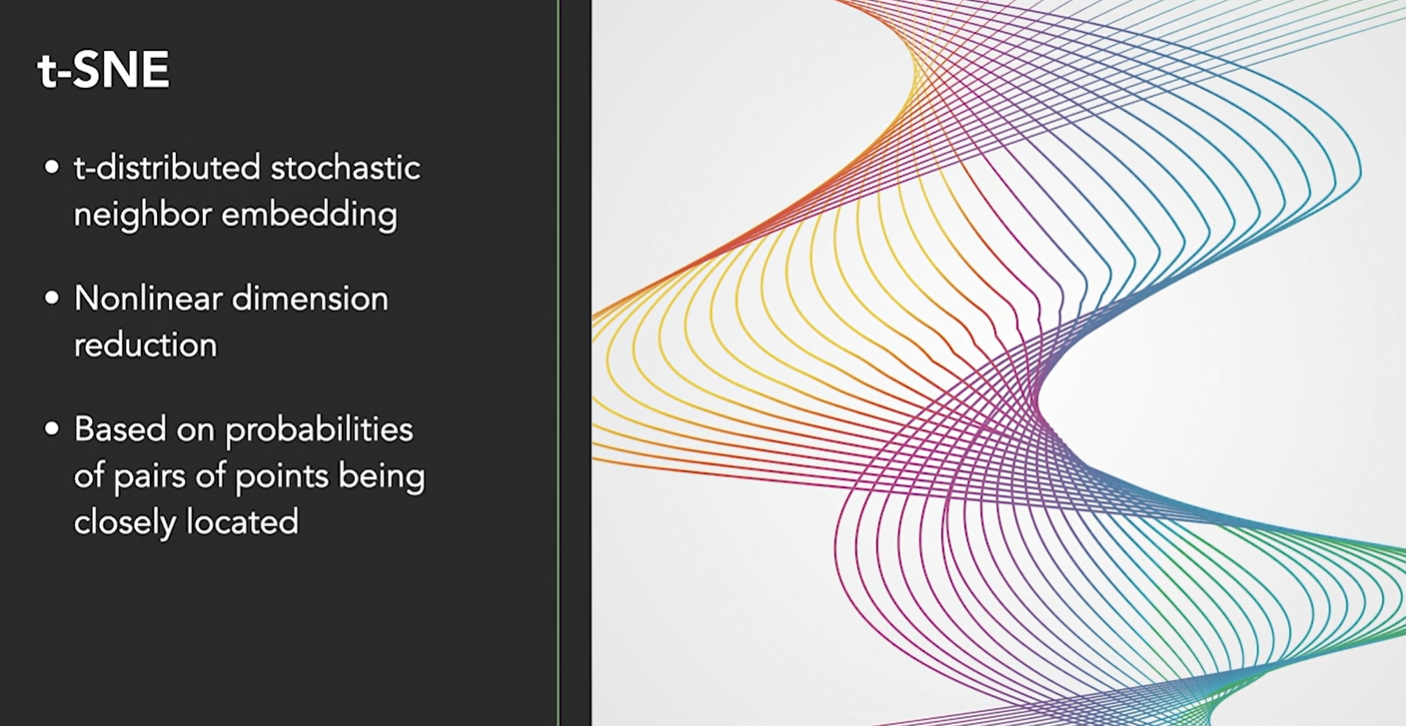 t-SNE
• t-distributed stochastic
neighbor embedding
• Nonlinear dimension
reduction
• Based on probabilities
of pairs of points being
closely located